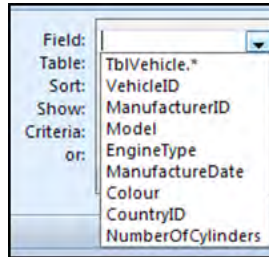 Field:
Table:
Sort:
Show:
Criteria:
or:
TblVehicle.*
VehicleID
ManufacturerID
Model
EngineType
ManufactureDate
Colour
CountryID
NumberOfCylinders